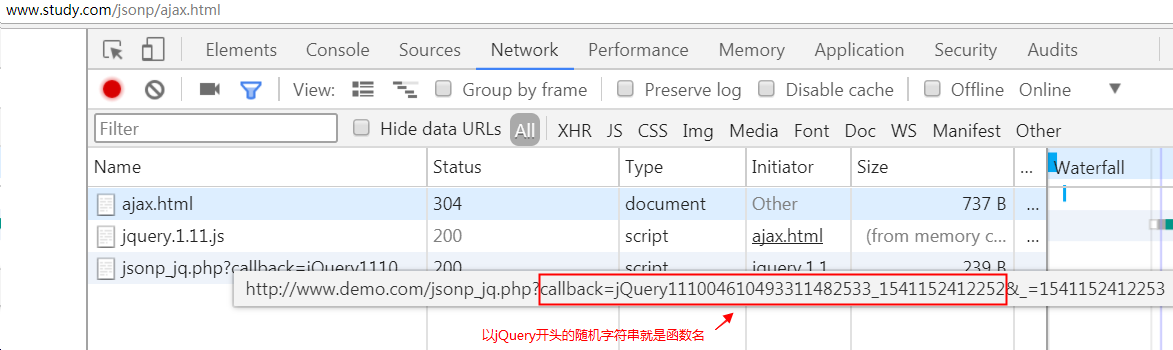 www.study.com/jsonp/ajax.html
Elements Console Sources Network Performance Memory Application Security Audits
View: Group by frame Preserve log Disable cache Offline Online
Filter Hide data URLs All XHR JS CSS Img Media Font Doc WS Manifest Other
Name Status Type Initiator Size ... Waterfall
ajax.html 304 document Other 737 B ...
jquery.1.11.js 200 script ajax.html (from memory c... ...
jsonp_jq.php?callback=jQuery1110 200 script jquery.1.1 239 B ...
http://www.demo.com/jsonp_jq.php?callback=jQuery111004610493311482533_1541152412252&_=1541152412253
以jQuery开头的随机字符串就是函数名